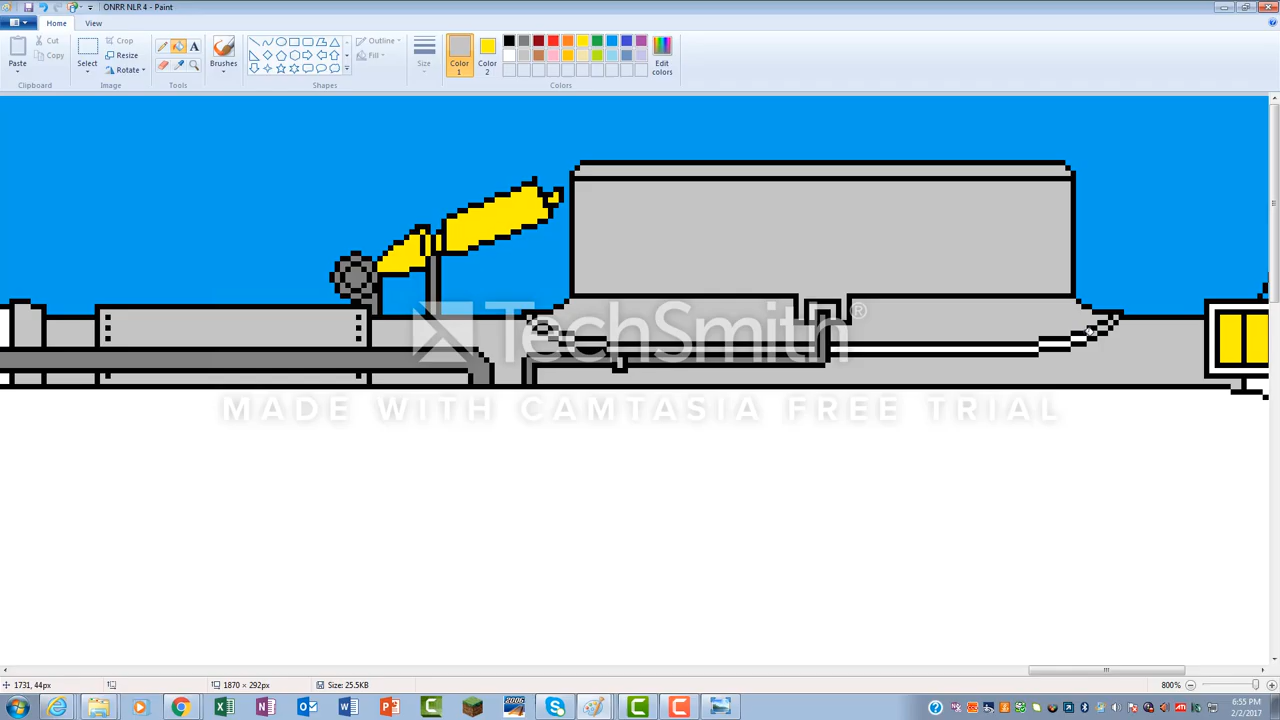 ONRR NLR 4 - Paint
Home View
Cut
Copy
Paste
Clipboard
Crop
Resize
Rotate
Select
Image
A
Tools
Brushes
Outline
Fill
Shapes
Size
Color 1
Color 2
Edit colors
Colors
TechSmith®
MADE WITH CAMTASIA FREE TRIAL
1731, 44px
1870 × 292px
Size: 25.5KB
800%
2006
6:55 PM
2/2/2017